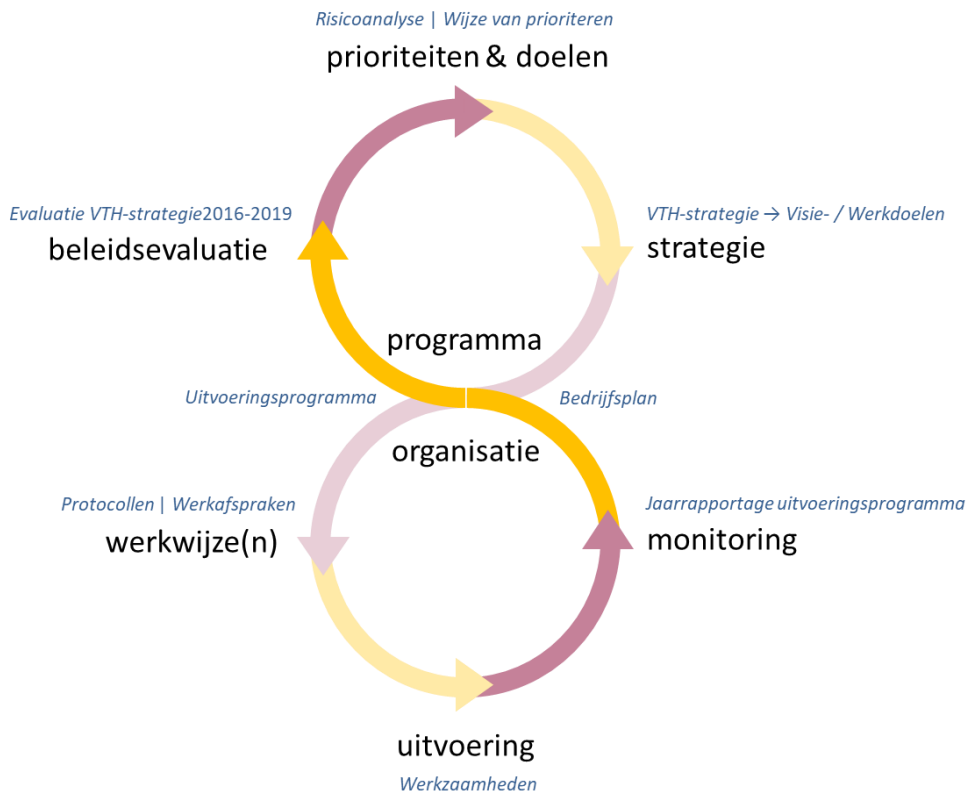 Risicoanalyse | Wijze van prioriteren
prioriteiten & doelen
Evaluatie VTH-strategie2016-2019
beleidsevaluatie
VTH-strategie → Visie- / Werkdoelen
strategie
programma
Uitvoeringsprogramma
Bedrijfsplan
organisatie
Protocollen | Werkafspraken
werkwijze(n)
Jaarrapportage uitvoeringsprogramma
monitoring
uitvoering
Werkzaamheden